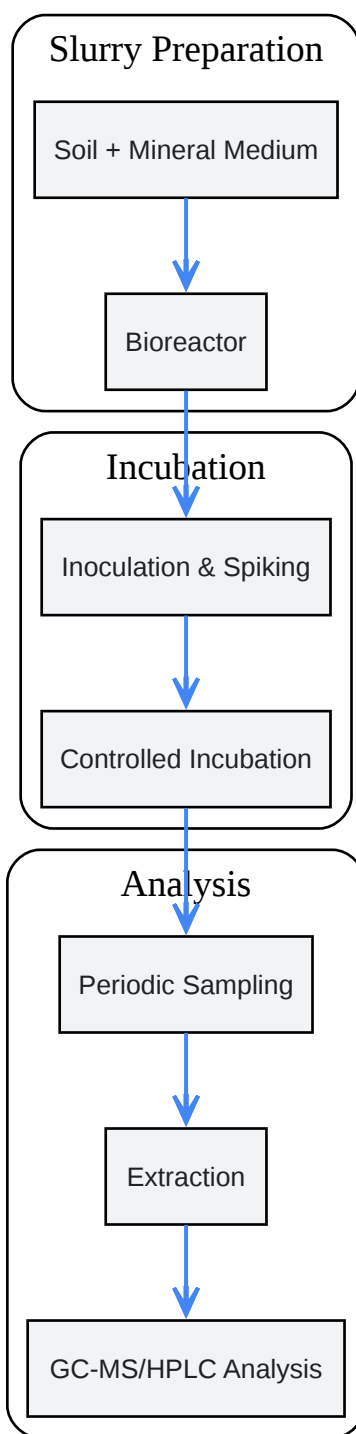 Slurry Preparation
Soil + Mineral Medium
Bioreactor
Incubation
Inoculation & Spiking
Controlled Incubation
Analysis
Periodic Sampling
Extraction
GC-MS/HPLC Analysis